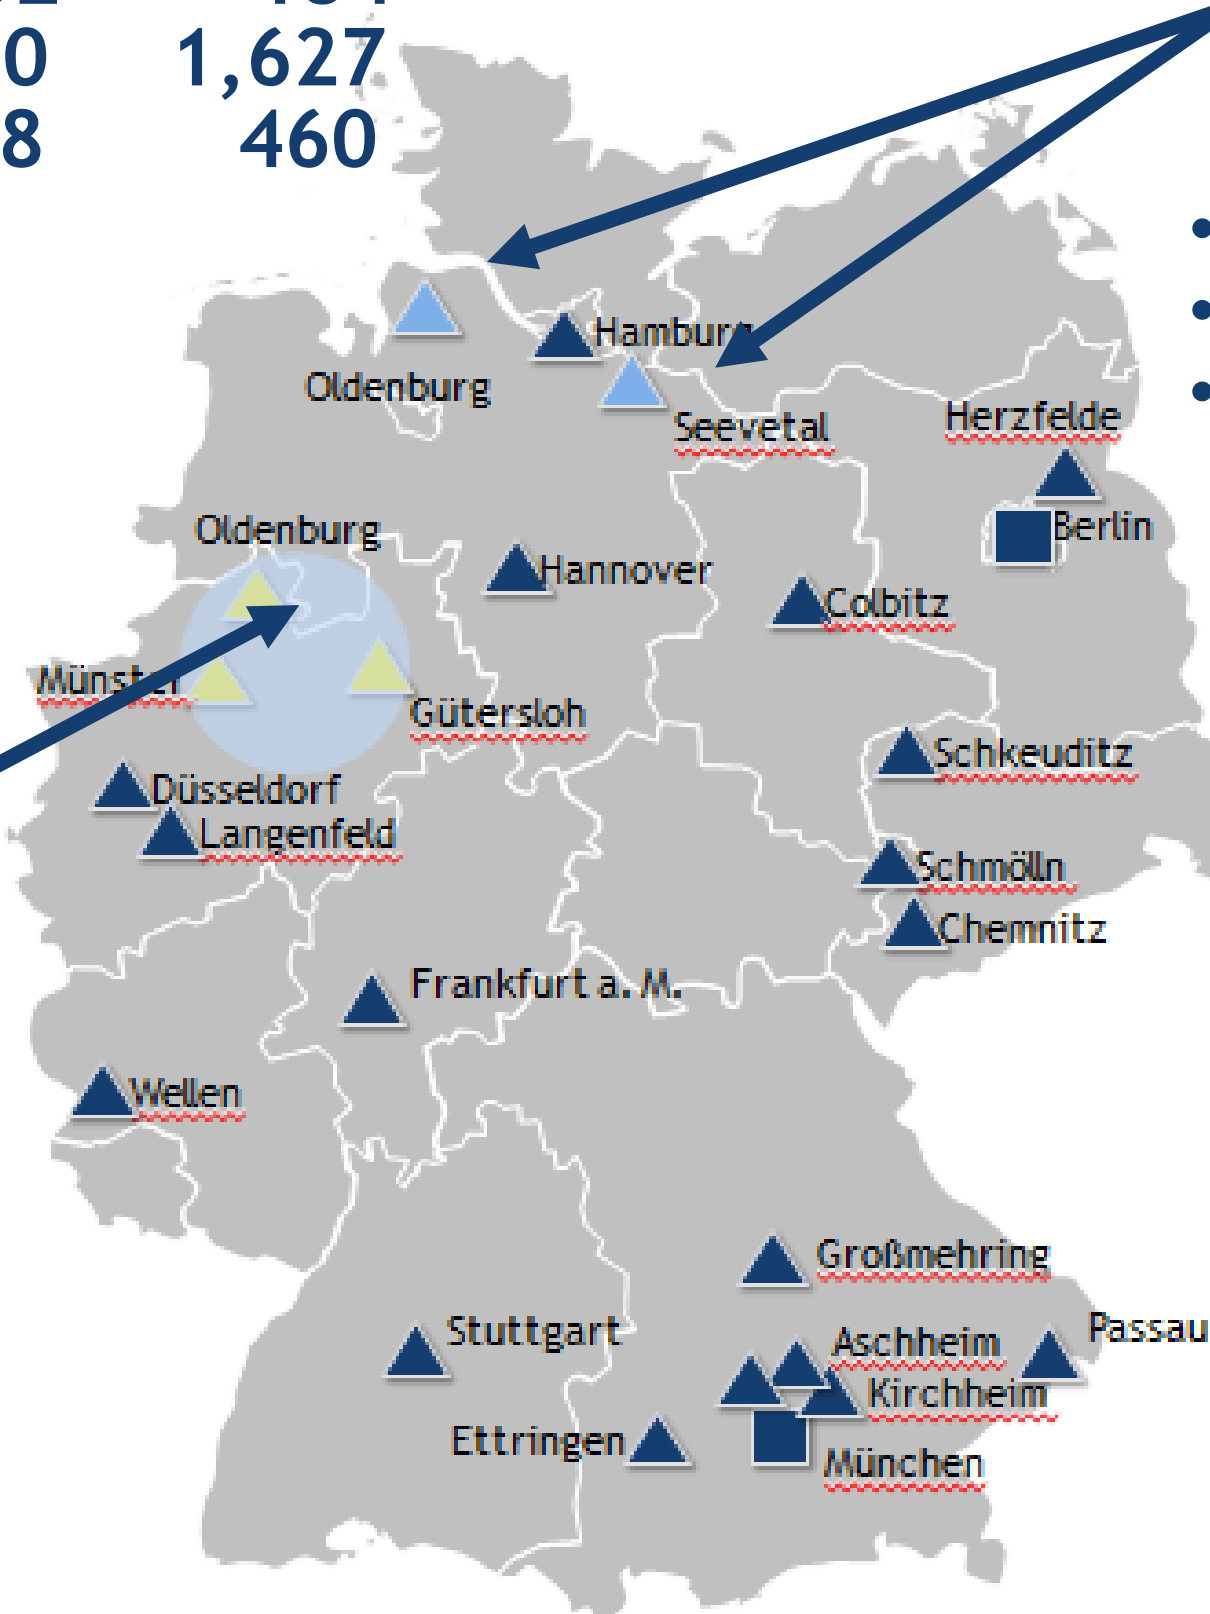 0 1,627
8 460
Hamburg
Oldenburg
Seevetal
Herzfelde
Oldenburg
Berlin
Hannover
Colbitz
Münster
Gütersloh
Schkeuditz
Düsseldorf
Langenfeld
Schmölln
Chemnitz
Frankfurt a. M.
Wellen
Großmehring
Stuttgart
Passau
Aschheim
Kirchheim
Ettringen
München